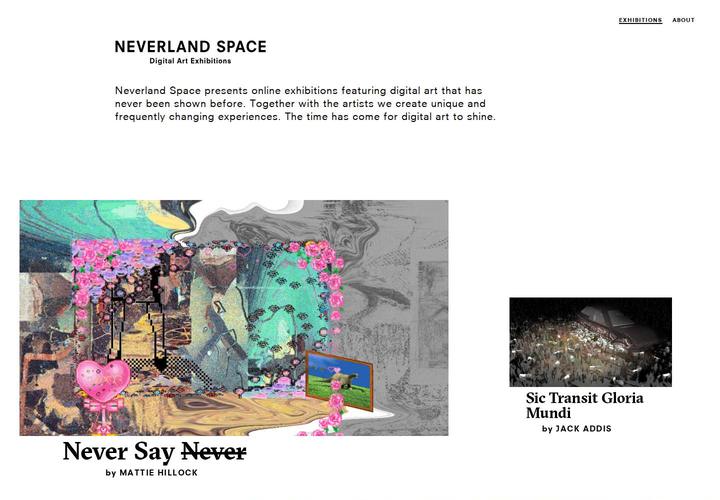 EXHIBITIONS ABOUT
NEVERLAND SPACE
Digital Art Exhibitions
Neverland Space presents online exhibitions featuring digital art that has
never been shown before. Together with the artists we create unique and
frequently changing experiences. The time has come for digital art to shine.
Never Say Never
by MATTIE HILLOCK
Sic Transit Gloria
Mundi
by JACK ADDIS